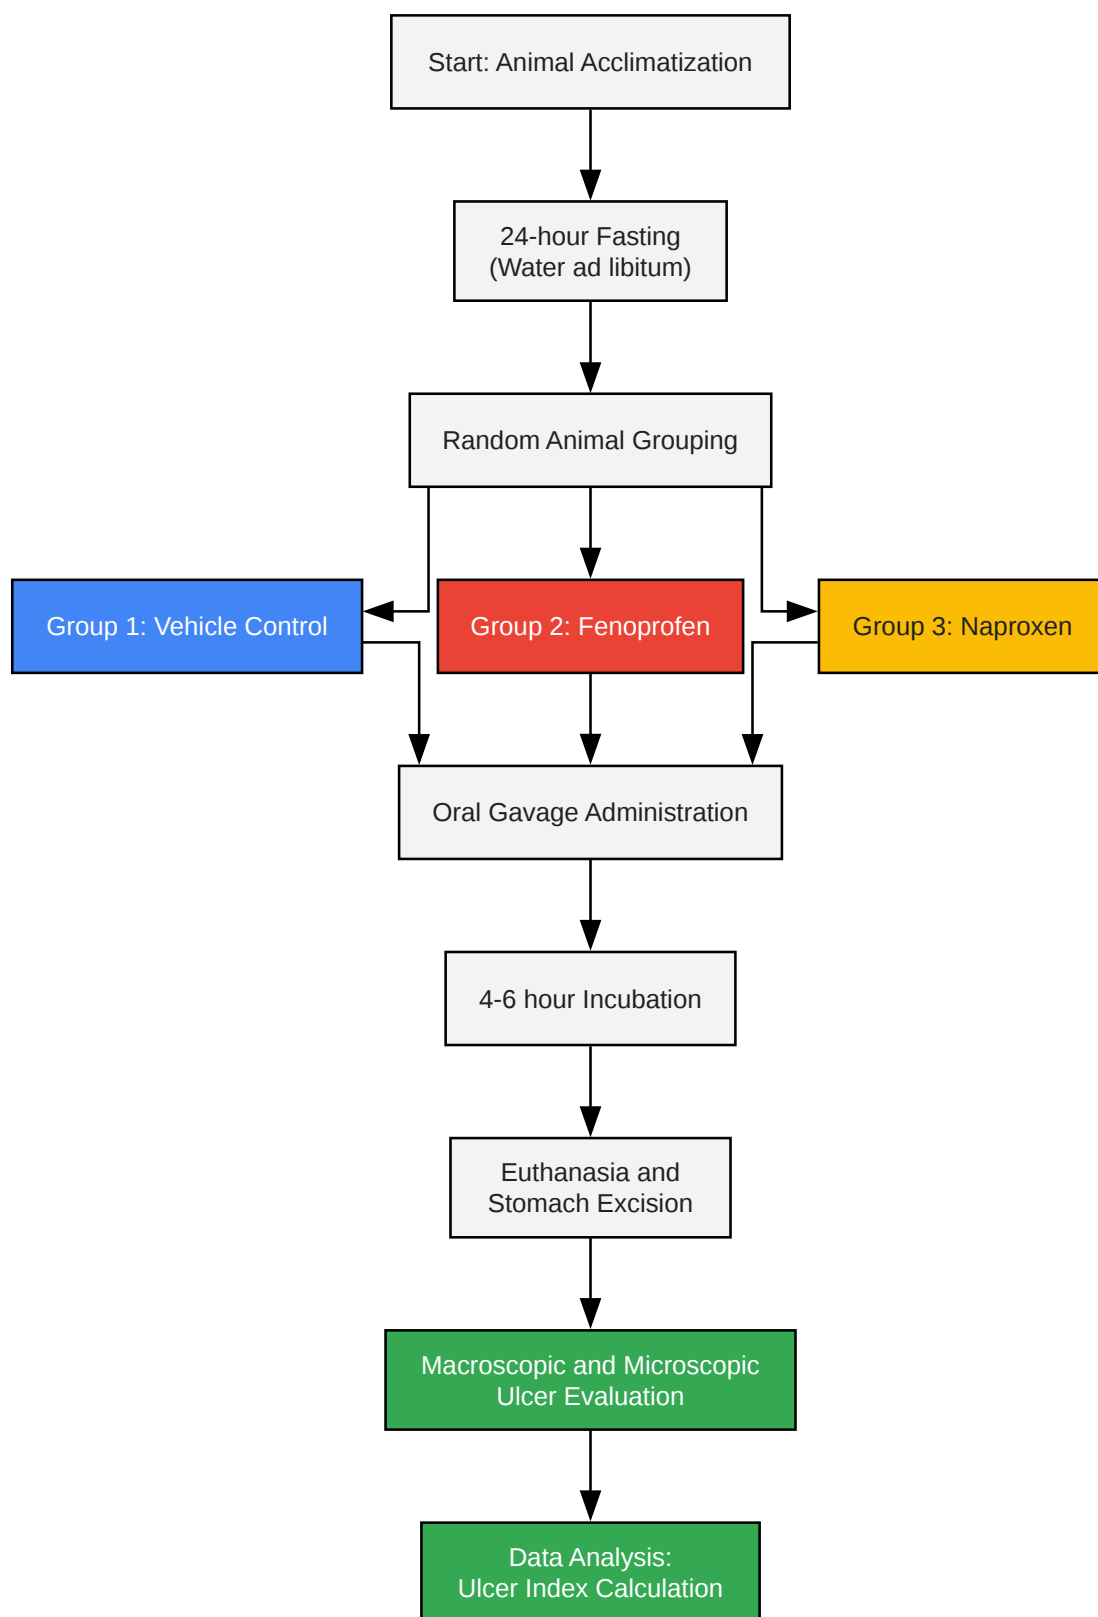 Start: Animal Acclimatization
24-hour Fasting
(Water ad libitum)
Random Animal Grouping
Group 1: Vehicle Control
Group 2: Fenoprofen
Group 3: Naproxen
Oral Gavage Administration
4-6 hour Incubation
Euthanasia and
Stomach Excision
Macroscopic and Microscopic
Ulcer Evaluation
Data Analysis:
Ulcer Index Calculation